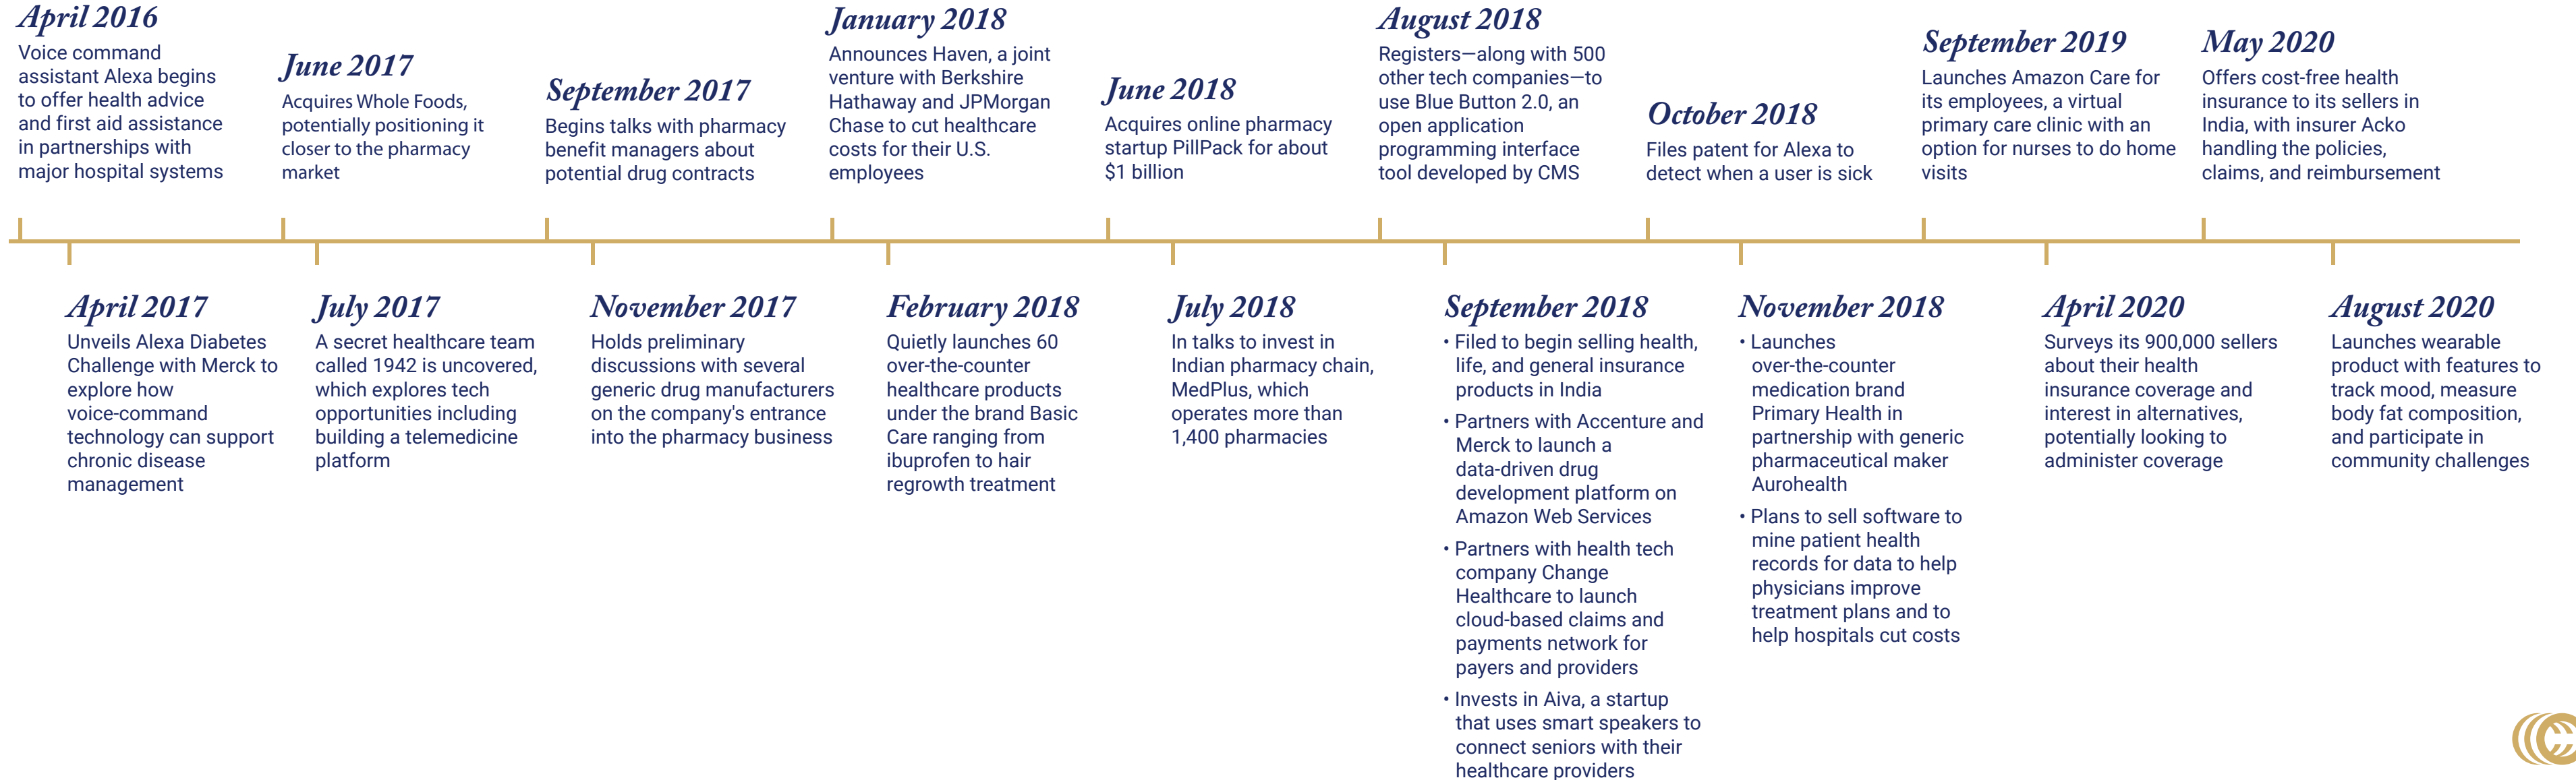 April 2016
Voice command
assistant Alexa begins
to offer health advice
and first aid assistance
in partnerships with
major hospital systems
April 2017
Unveils Alexa Diabetes
Challenge with Merck to
explore how
voice-command
technology can support
chronic disease
management
June 2017
Acquires Whole Foods,
potentially positioning it
closer to the pharmacy
market
July 2017
A secret healthcare team
called 1942 is uncovered,
which explores tech
opportunities including
building a telemedicine
platform
September 2017
Begins talks with pharmacy
benefit managers about
potential drug contracts
November 2017
Holds preliminary
discussions with several
generic drug manufacturers
on the company's entrance
into the pharmacy business
January 2018
Announces Haven, a joint
venture with Berkshire
Hathaway and JPMorgan
Chase to cut healthcare
costs for their U.S.
employees
February 2018
Quietly launches 60
over-the-counter
healthcare products
under the brand Basic
Care ranging from
ibuprofen to hair
regrowth treatment
June 2018
Acquires online pharmacy
startup PillPack for about
$1 billion
July 2018
In talks to invest in
Indian pharmacy chain,
MedPlus, which
operates more than
1,400 pharmacies
August 2018
Registers—along with 500
other tech companies—to
use Blue Button 2.0, an
open application
programming interface
tool developed by CMS
September 2018
• Filed to begin selling health,
life, and general insurance
products in India
• Partners with Accenture and
Merck to launch a
data-driven drug
development platform on
Amazon Web Services
• Partners with health tech
company Change
Healthcare to launch
cloud-based claims and
payments network for
payers and providers
• Invests in Aiva, a startup
that uses smart speakers to
connect seniors with their
healthcare providers
October 2018
Files patent for Alexa to
detect when a user is sick
November 2018
• Launches
over-the-counter
medication brand
Primary Health in
partnership with generic
pharmaceutical maker
Aurohealth
• Plans to sell software to
mine patient health
records for data to help
physicians improve
treatment plans and to
help hospitals cut costs
September 2019
Launches Amazon Care for
its employees, a virtual
primary care clinic with an
option for nurses to do home
visits
April 2020
Surveys its 900,000 sellers
about their health
insurance coverage and
interest in alternatives,
potentially looking to
administer coverage
May 2020
Offers cost-free health
insurance to its sellers in
India, with insurer Acko
handling the policies,
claims, and reimbursement
August 2020
Launches wearable
product with features to
track mood, measure
body fat composition,
and participate in
community challenges